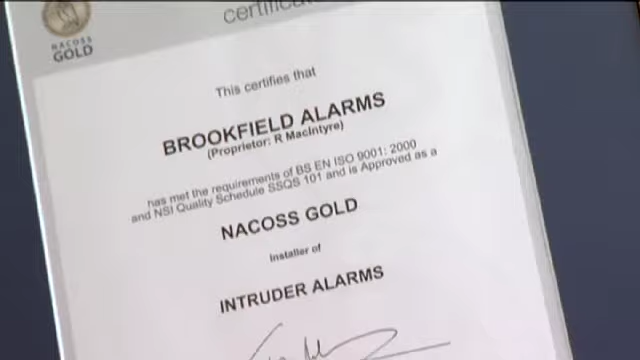 NACOSS
GOLD
certificate
This certifies that
BROOKFIELD ALARMS
(Proprietor: R MacIntyre)
has met the requirements of BS EN ISO 9001: 2000
and NSI Quality Schedule SSQS 101 and is Approved as a
NACOSS GOLD
Installer of
INTRUDER ALARMS